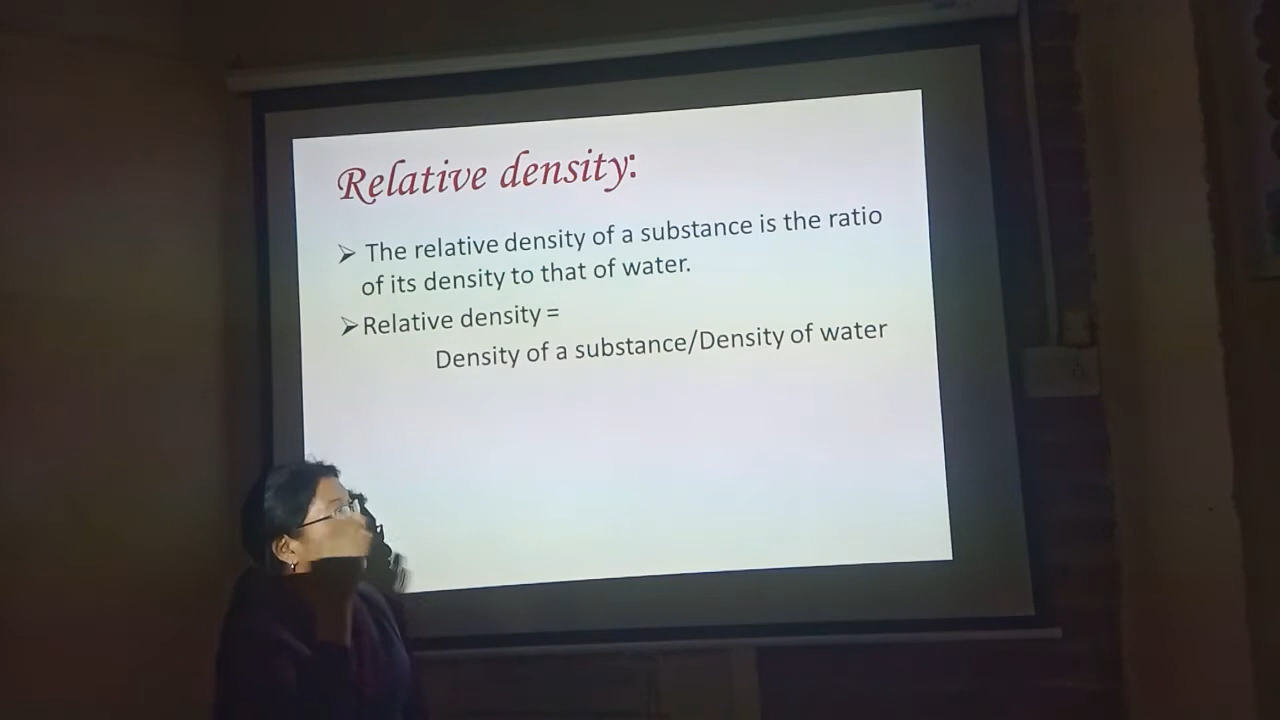 Relative density:
➢ The relative density of a substance is the ratio
of its density to that of water.
➢ Relative density =
Density of a substance/Density of water